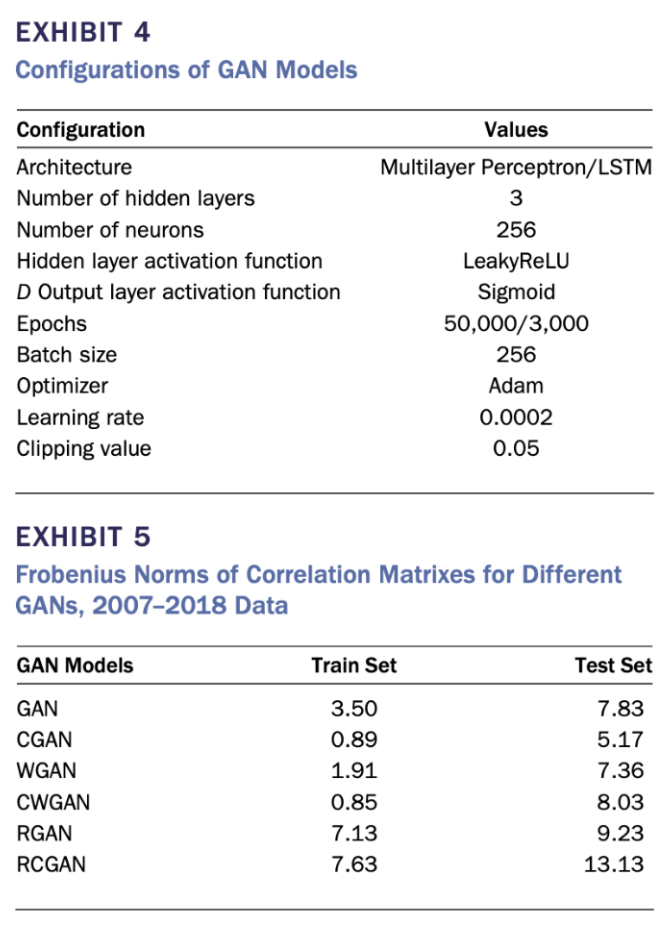 EXHIBIT 4
Configurations of GAN Models
Configuration Values
Architecture Multilayer Perceptron/LSTM
Number of hidden layers 3
Number of neurons 256
Hidden layer activation function LeakyReLU
D Output layer activation function Sigmoid
Epochs 50,000/3,000
Batch size 256
Optimizer Adam
Learning rate 0.0002
Clipping value 0.05
EXHIBIT 5
Frobenius Norms of Correlation Matrixes for Different
GANs, 2007–2018 Data
GAN Models Train Set Test Set
GAN 3.50 7.83
CGAN 0.89 5.17
WGAN 1.91 7.36
CWGAN 0.85 8.03
RGAN 7.13 9.23
RCGAN 7.63 13.13